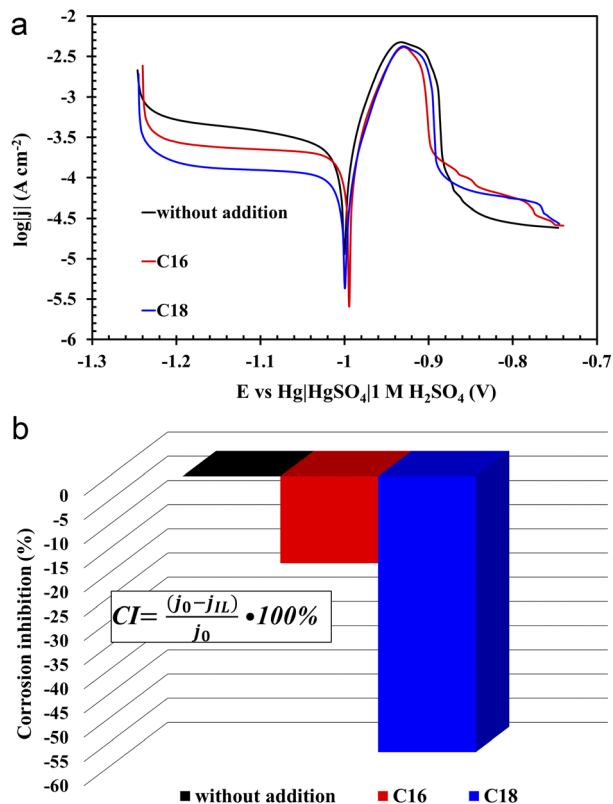 a
log|j| (A cm⁻²)
-2
-2.5
-3
-3.5
-4
-4.5
-5
-5.5
-6
without addition
C16
C18
-1.3 -1.2 -1.1 -1 -0.9 -0.8 -0.7
E vs Hg|HgSO₄|1 M H₂SO₄ (V)
b
Corrosion inhibition (%)
0
-5
-10
-15
-20
-25
-30
-35
-40
-45
-50
-55
-60
CI= (j₀−j_IL)/j₀ •100%
without addition C16 C18